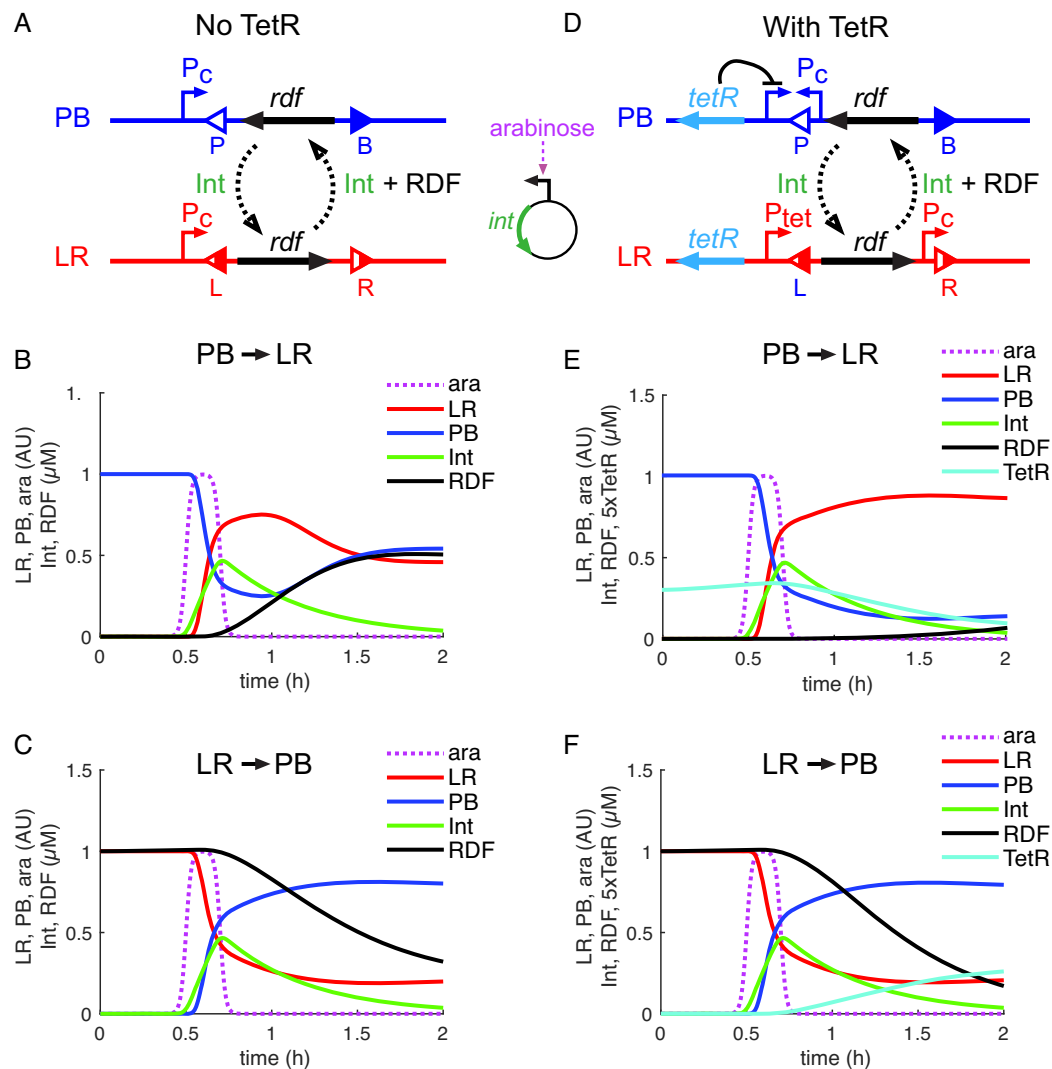 A
No TetR
PB
Pc
rdf
P
B
Int
Int + RDF
LR
Pc
rdf
L
R
arabinose
int
D
With TetR
PB
tetR
Pc
rdf
P
B
Int
Int + RDF
LR
tetR
Ptet
rdf
Pc
L
R
B
PB → LR
ara
LR
PB
Int
RDF
LR, PB, ara (AU)
Int, RDF (µM)
1.
1
0.5
0
0 0.5 1 1.5 2
time (h)
E
PB → LR
ara
LR
PB
Int
RDF
TetR
LR, PB, ara (AU)
Int, RDF, 5xTetR (µM)
1.5
1
0.5
0
0 0.5 1 1.5 2
time (h)
C
LR → PB
ara
LR
PB
Int
RDF
LR, PB, ara (AU)
Int, RDF (µM)
1.5
1
0.5
0
0 0.5 1 1.5 2
time (h)
F
LR → PB
ara
LR
PB
Int
RDF
TetR
LR, PB, ara (AU)
Int, RDF, 5xTetR (µM)
1.5
1
0.5
0
0 0.5 1 1.5 2
time (h)